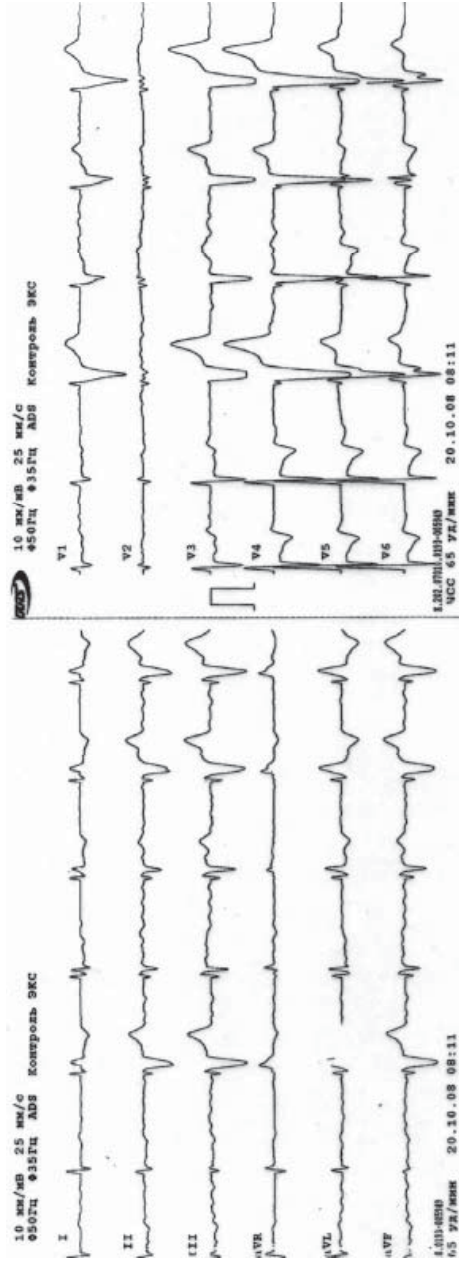 10 мм/мВ 25 мм/с
Ф50Гц Ф35Гц ADS Контроль ЭКС
I
II
III
aVR
aVL
aVF
65 уд/мин 20.10.08 08:11
10 мм/мВ 25 мм/с
Ф50Гц Ф35Гц ADS Контроль ЭКС
V1
V2
V3
V4
V5
V6
ЧСС 65 уд/мин 20.10.08 08:11